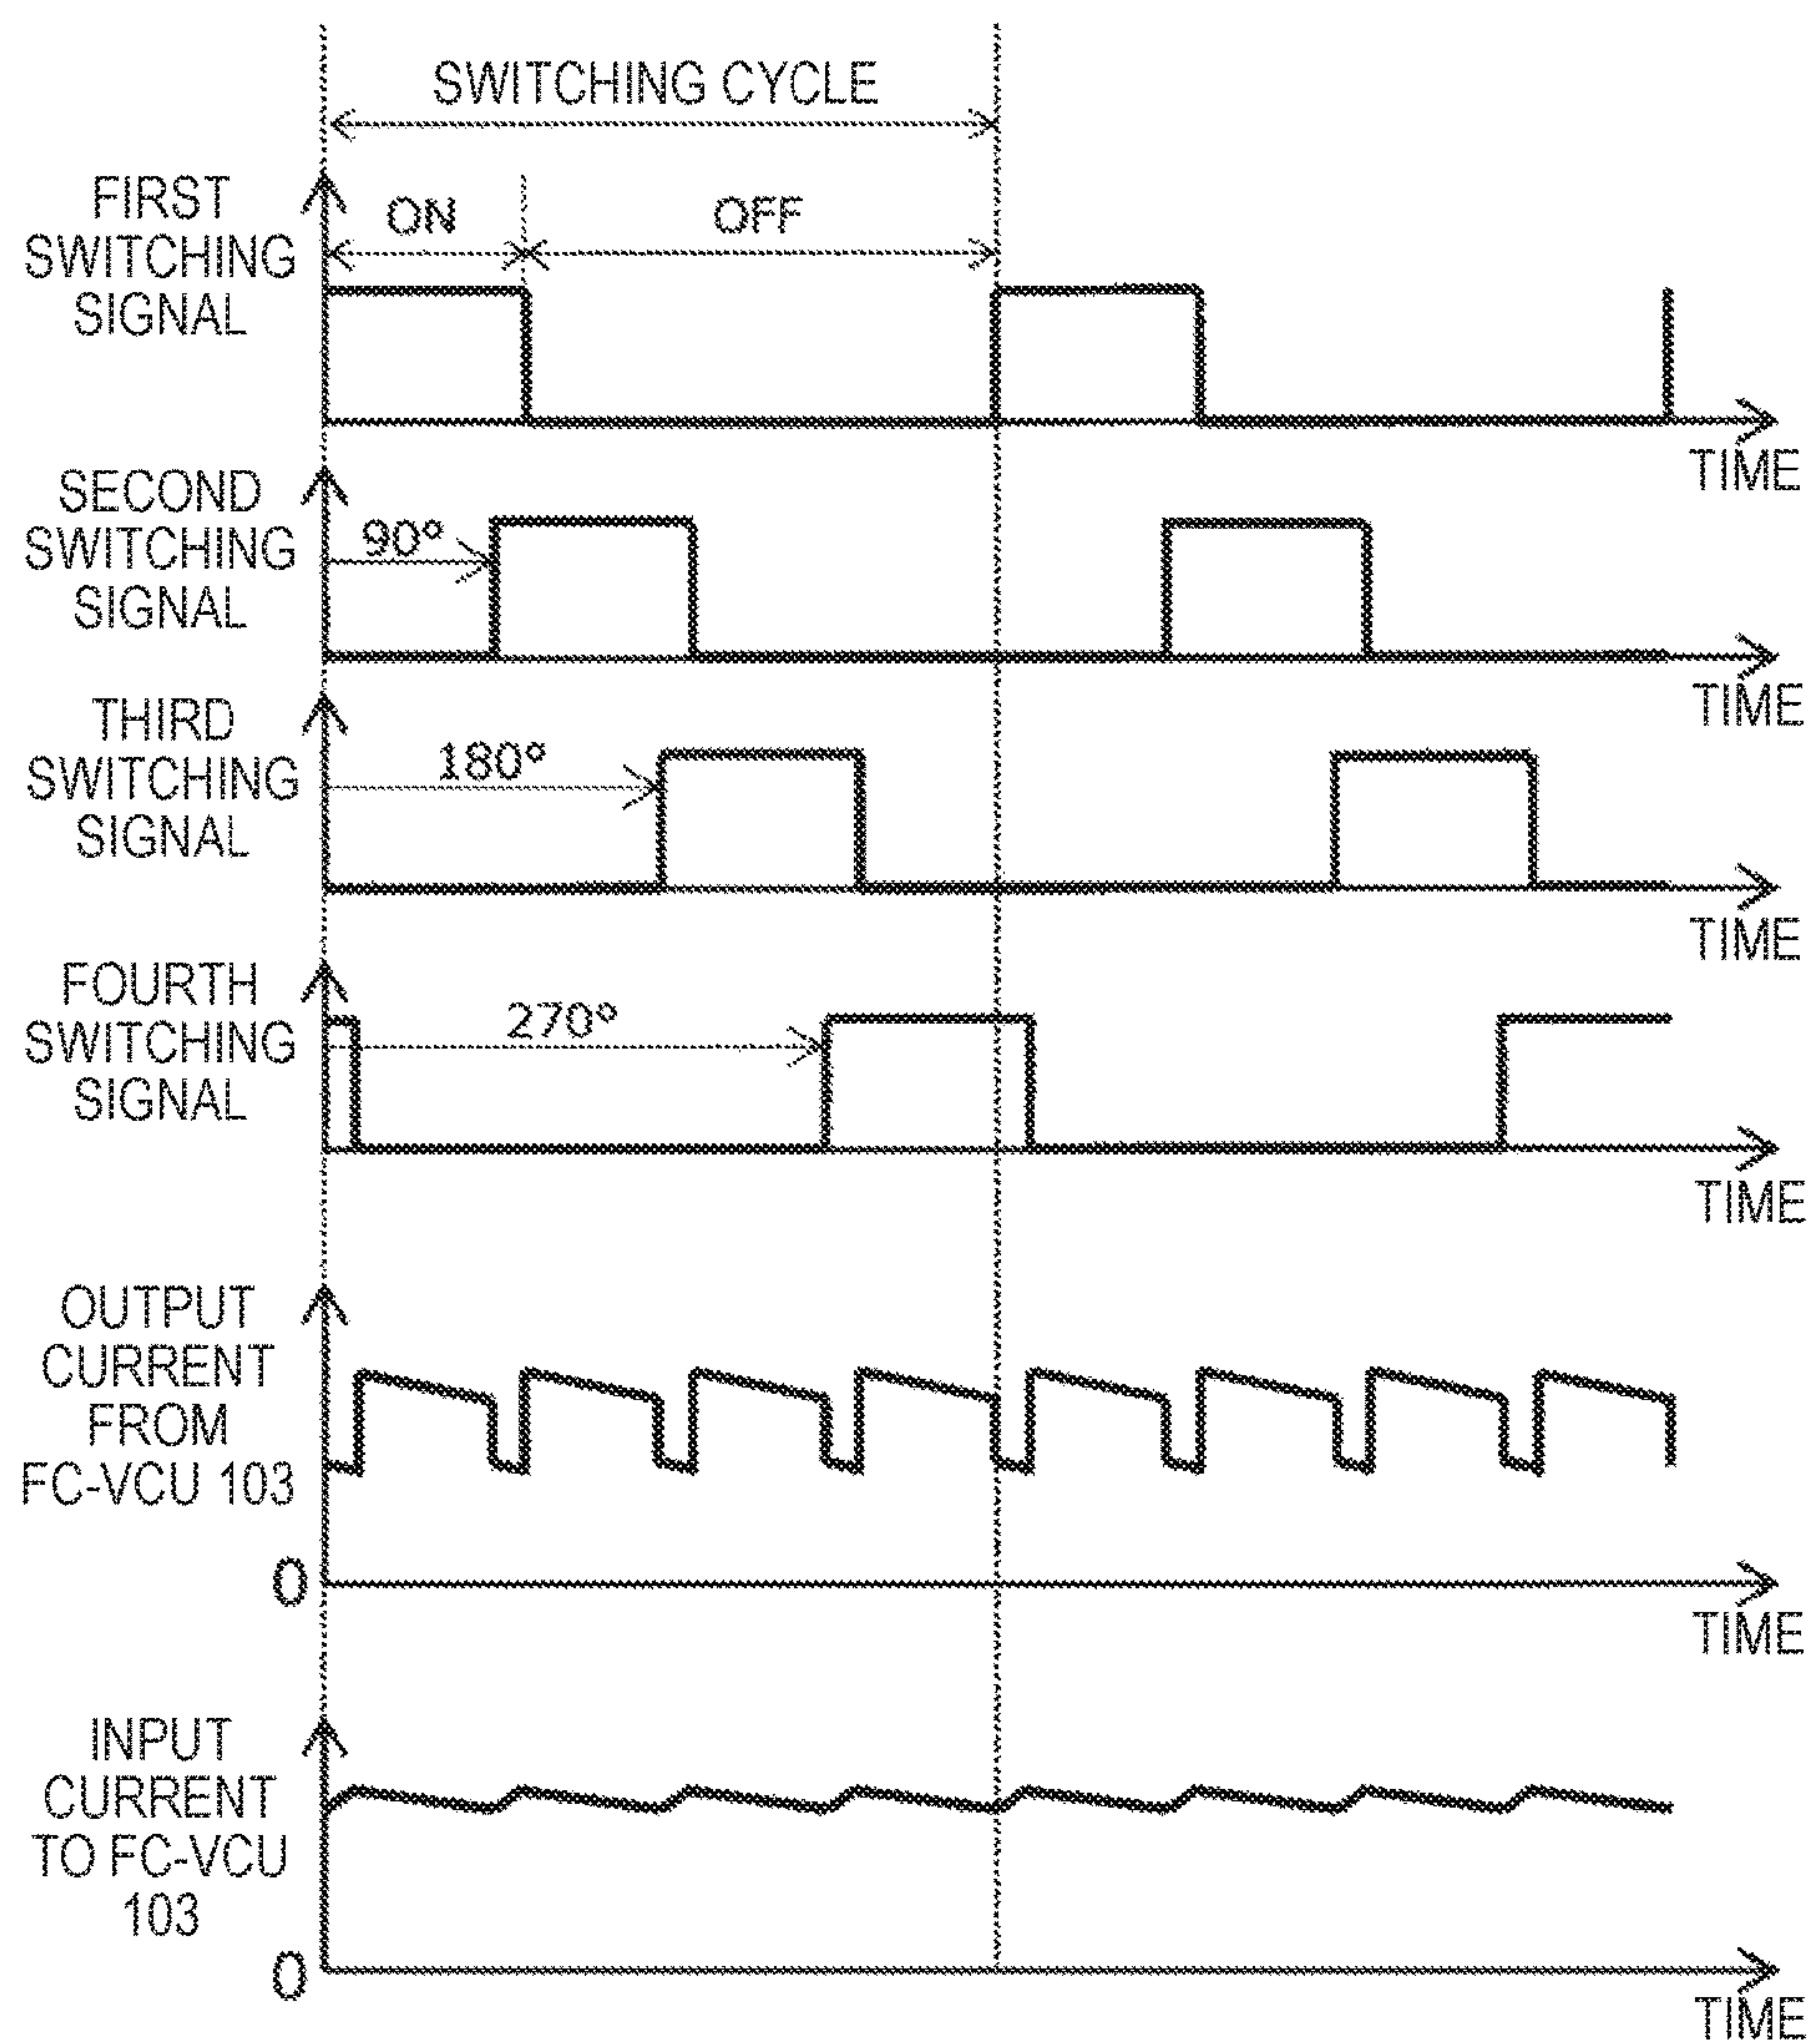 SWITCHING CYCLE
FIRST
SWITCHING
SIGNAL
ON
OFF
TIME
SECOND
SWITCHING
SIGNAL
90°
TIME
THIRD
SWITCHING
SIGNAL
180°
TIME
FOURTH
SWITCHING
SIGNAL
270°
TIME
OUTPUT
CURRENT
FROM
FC-VCU 103
0
TIME
INPUT
CURRENT
TO FC-VCU
103
0
TIME